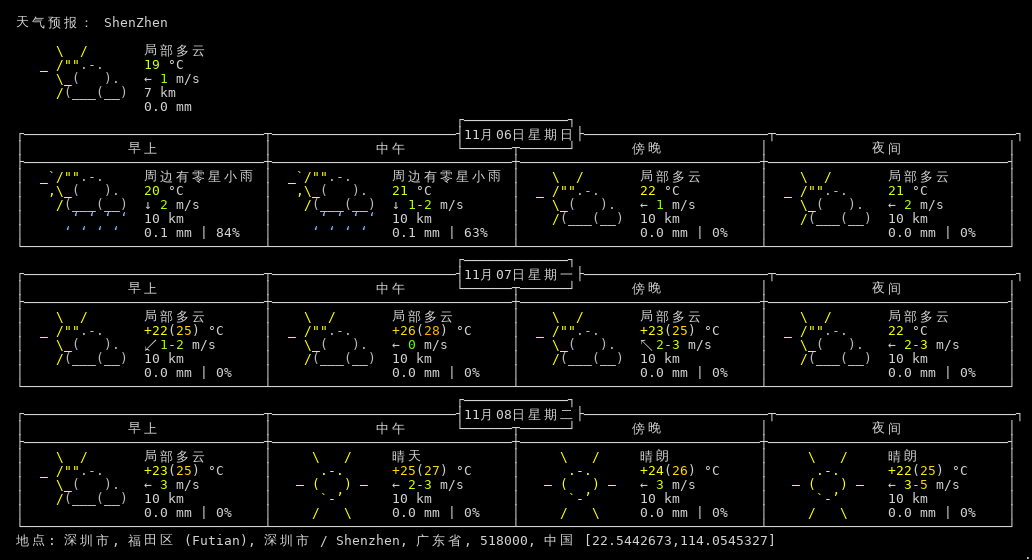 天气预报： ShenZhen
局部多云
19 °C
← 1 m/s
7 km
0.0 mm
11月06日星期日
早上 中午 傍晚 夜间
周边有零星小雨 周边有零星小雨 局部多云 局部多云
20 °C 21 °C 22 °C 21 °C
↓ 2 m/s ↓ 1-2 m/s ← 1 m/s ← 2 m/s
10 km 10 km 10 km 10 km
0.1 mm | 84% 0.1 mm | 63% 0.0 mm | 0% 0.0 mm | 0%
11月07日星期一
早上 中午 傍晚 夜间
局部多云 局部多云 局部多云 局部多云
+22(25) °C +26(28) °C +23(25) °C 22 °C
↙ 1-2 m/s ← 0 m/s ↖ 2-3 m/s ← 2-3 m/s
10 km 10 km 10 km 10 km
0.0 mm | 0% 0.0 mm | 0% 0.0 mm | 0% 0.0 mm | 0%
11月08日星期二
早上 中午 傍晚 夜间
局部多云 晴天 晴朗 晴朗
+23(25) °C +25(27) °C +24(26) °C +22(25) °C
← 3 m/s ← 2-3 m/s ← 3 m/s ← 3-5 m/s
10 km 10 km 10 km 10 km
0.0 mm | 0% 0.0 mm | 0% 0.0 mm | 0% 0.0 mm | 0%
地点: 深圳市, 福田区 (Futian), 深圳市 / Shenzhen, 广东省, 518000, 中国 [22.5442673,114.0545327]